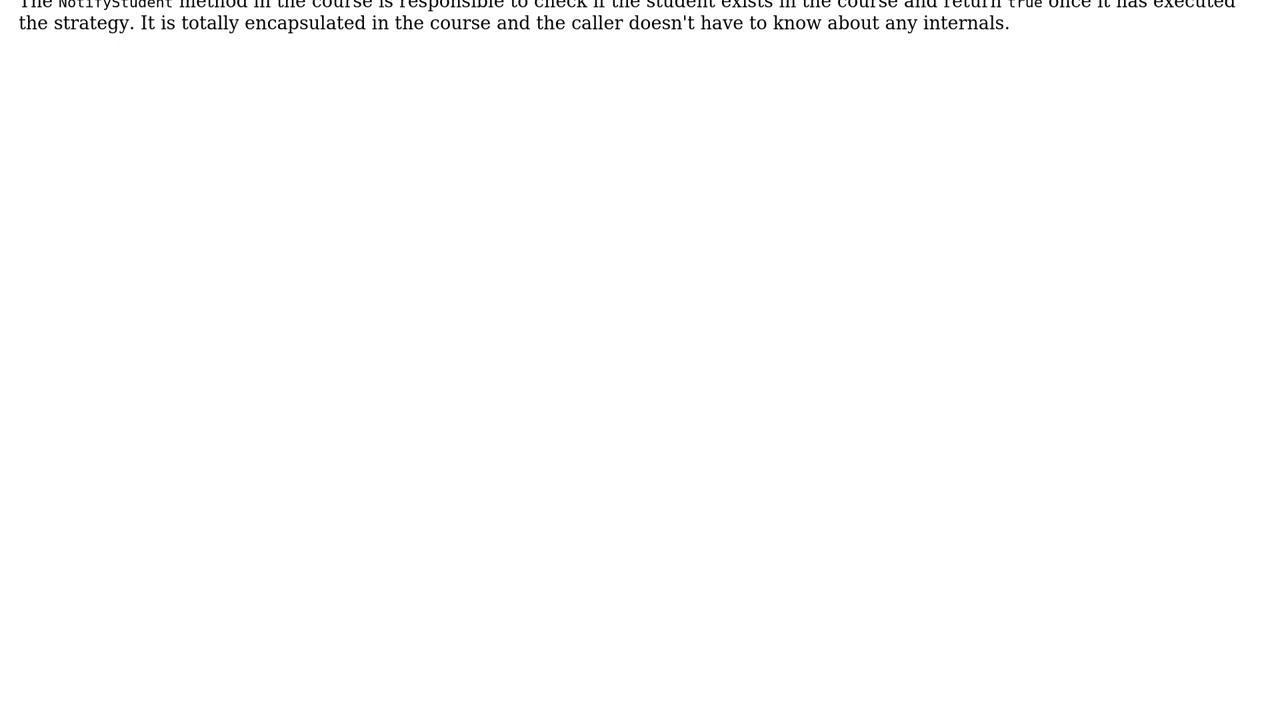 The NotifyStudent method in the course is responsible to check if the student exists in the course and return true once it has executed
the strategy. It is totally encapsulated in the course and the caller doesn't have to know about any internals.